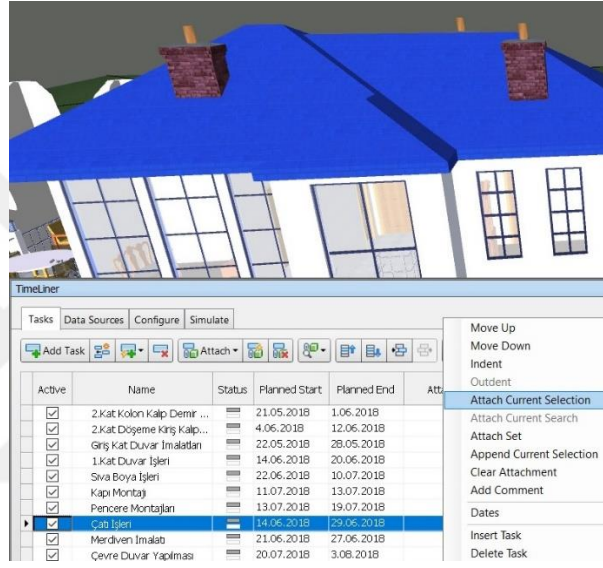 TimeLiner
Tasks Data Sources Configure Simulate
Add Task Attach
Active Name Status Planned Start Planned End Att
2.Kat Kolon Kalıp Demir ... 21.05.2018 1.06.2018
2.Kat Döşeme Kiriş Kalıp... 4.06.2018 12.06.2018
Giriş Kat Duvar İmalatları 22.05.2018 28.05.2018
1.Kat Duvar İşleri 14.06.2018 20.06.2018
Sıva Boya İşleri 22.06.2018 10.07.2018
Kapı Montajı 11.07.2018 13.07.2018
Pencere Montajları 13.07.2018 19.07.2018
Çatı İşleri 14.06.2018 29.06.2018
Merdiven İmalatı 21.06.2018 27.06.2018
Çevre Duvar Yapılması 20.07.2018 3.08.2018
Move Up
Move Down
Indent
Outdent
Attach Current Selection
Attach Current Search
Attach Set
Append Current Selection
Clear Attachment
Add Comment
Dates
Insert Task
Delete Task